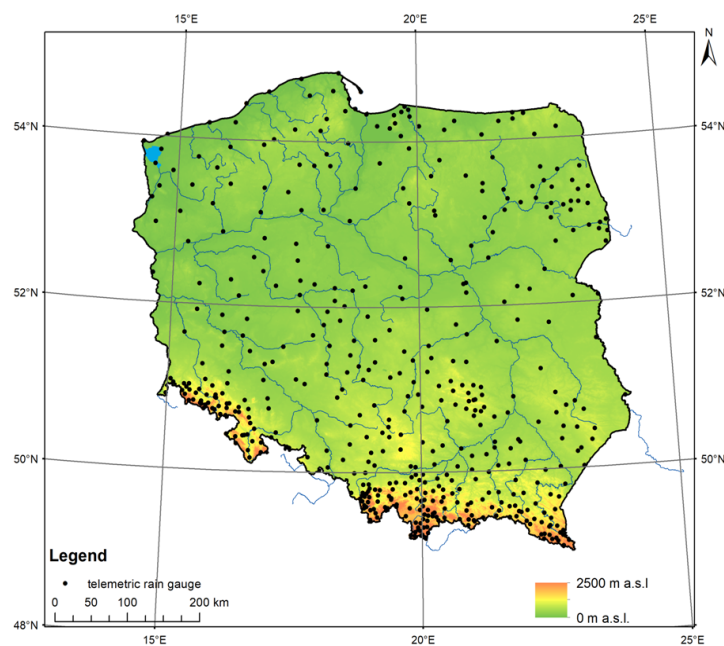 15°E 20°E 25°E
N
54°N 54°N
52°N 52°N
50°N 50°N
Legend
telemetric rain gauge
0 50 100 200 km
2500 m a.s.l
0 m a.s.l.
48°N 48°N
15°E 20°E 25°E